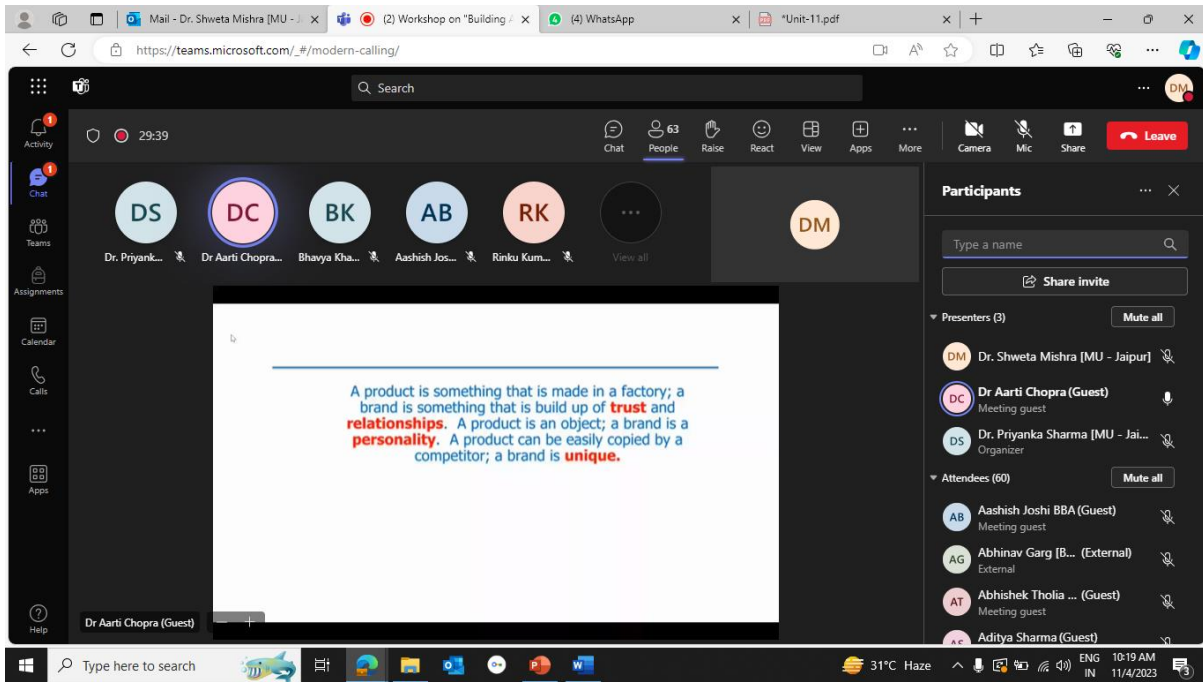 Mail - Dr. Shweta Mishra [MU - J
(2) Workshop on "Building A
(4) WhatsApp
*Unit-11.pdf
https://teams.microsoft.com/_#/modern-calling/
Search
DM
Activity
Chat
Teams
Assignments
Calendar
Calls
Apps
Help
29:39
Chat
63
People
Raise
React
View
Apps
More
Camera
Mic
Share
Leave
DS
DC
BK
AB
RK
DM
Dr. Priyank...
Dr Aarti Chopra...
Bhavya Kha...
Aashish Jos...
Rinku Kum...
View all
A product is something that is made in a factory; a
brand is something that is build up of trust and
relationships. A product is an object; a brand is a
personality. A product can be easily copied by a
competitor; a brand is unique.
Dr Aarti Chopra (Guest)
Participants
Type a name
Share invite
Presenters (3)
Mute all
DM
Dr. Shweta Mishra [MU - Jaipur]
DC
Dr Aarti Chopra (Guest)
Meeting guest
DS
Dr. Priyanka Sharma [MU - Jai...
Organizer
Attendees (60)
Mute all
AB
Aashish Joshi BBA (Guest)
Meeting guest
AG
Abhinav Garg [B... (External)
External
AT
Abhishek Tholia ... (Guest)
Meeting guest
AS
Aditya Sharma (Guest)
Type here to search
31°C Haze
ENG
IN
10:19 AM
11/4/2023
3